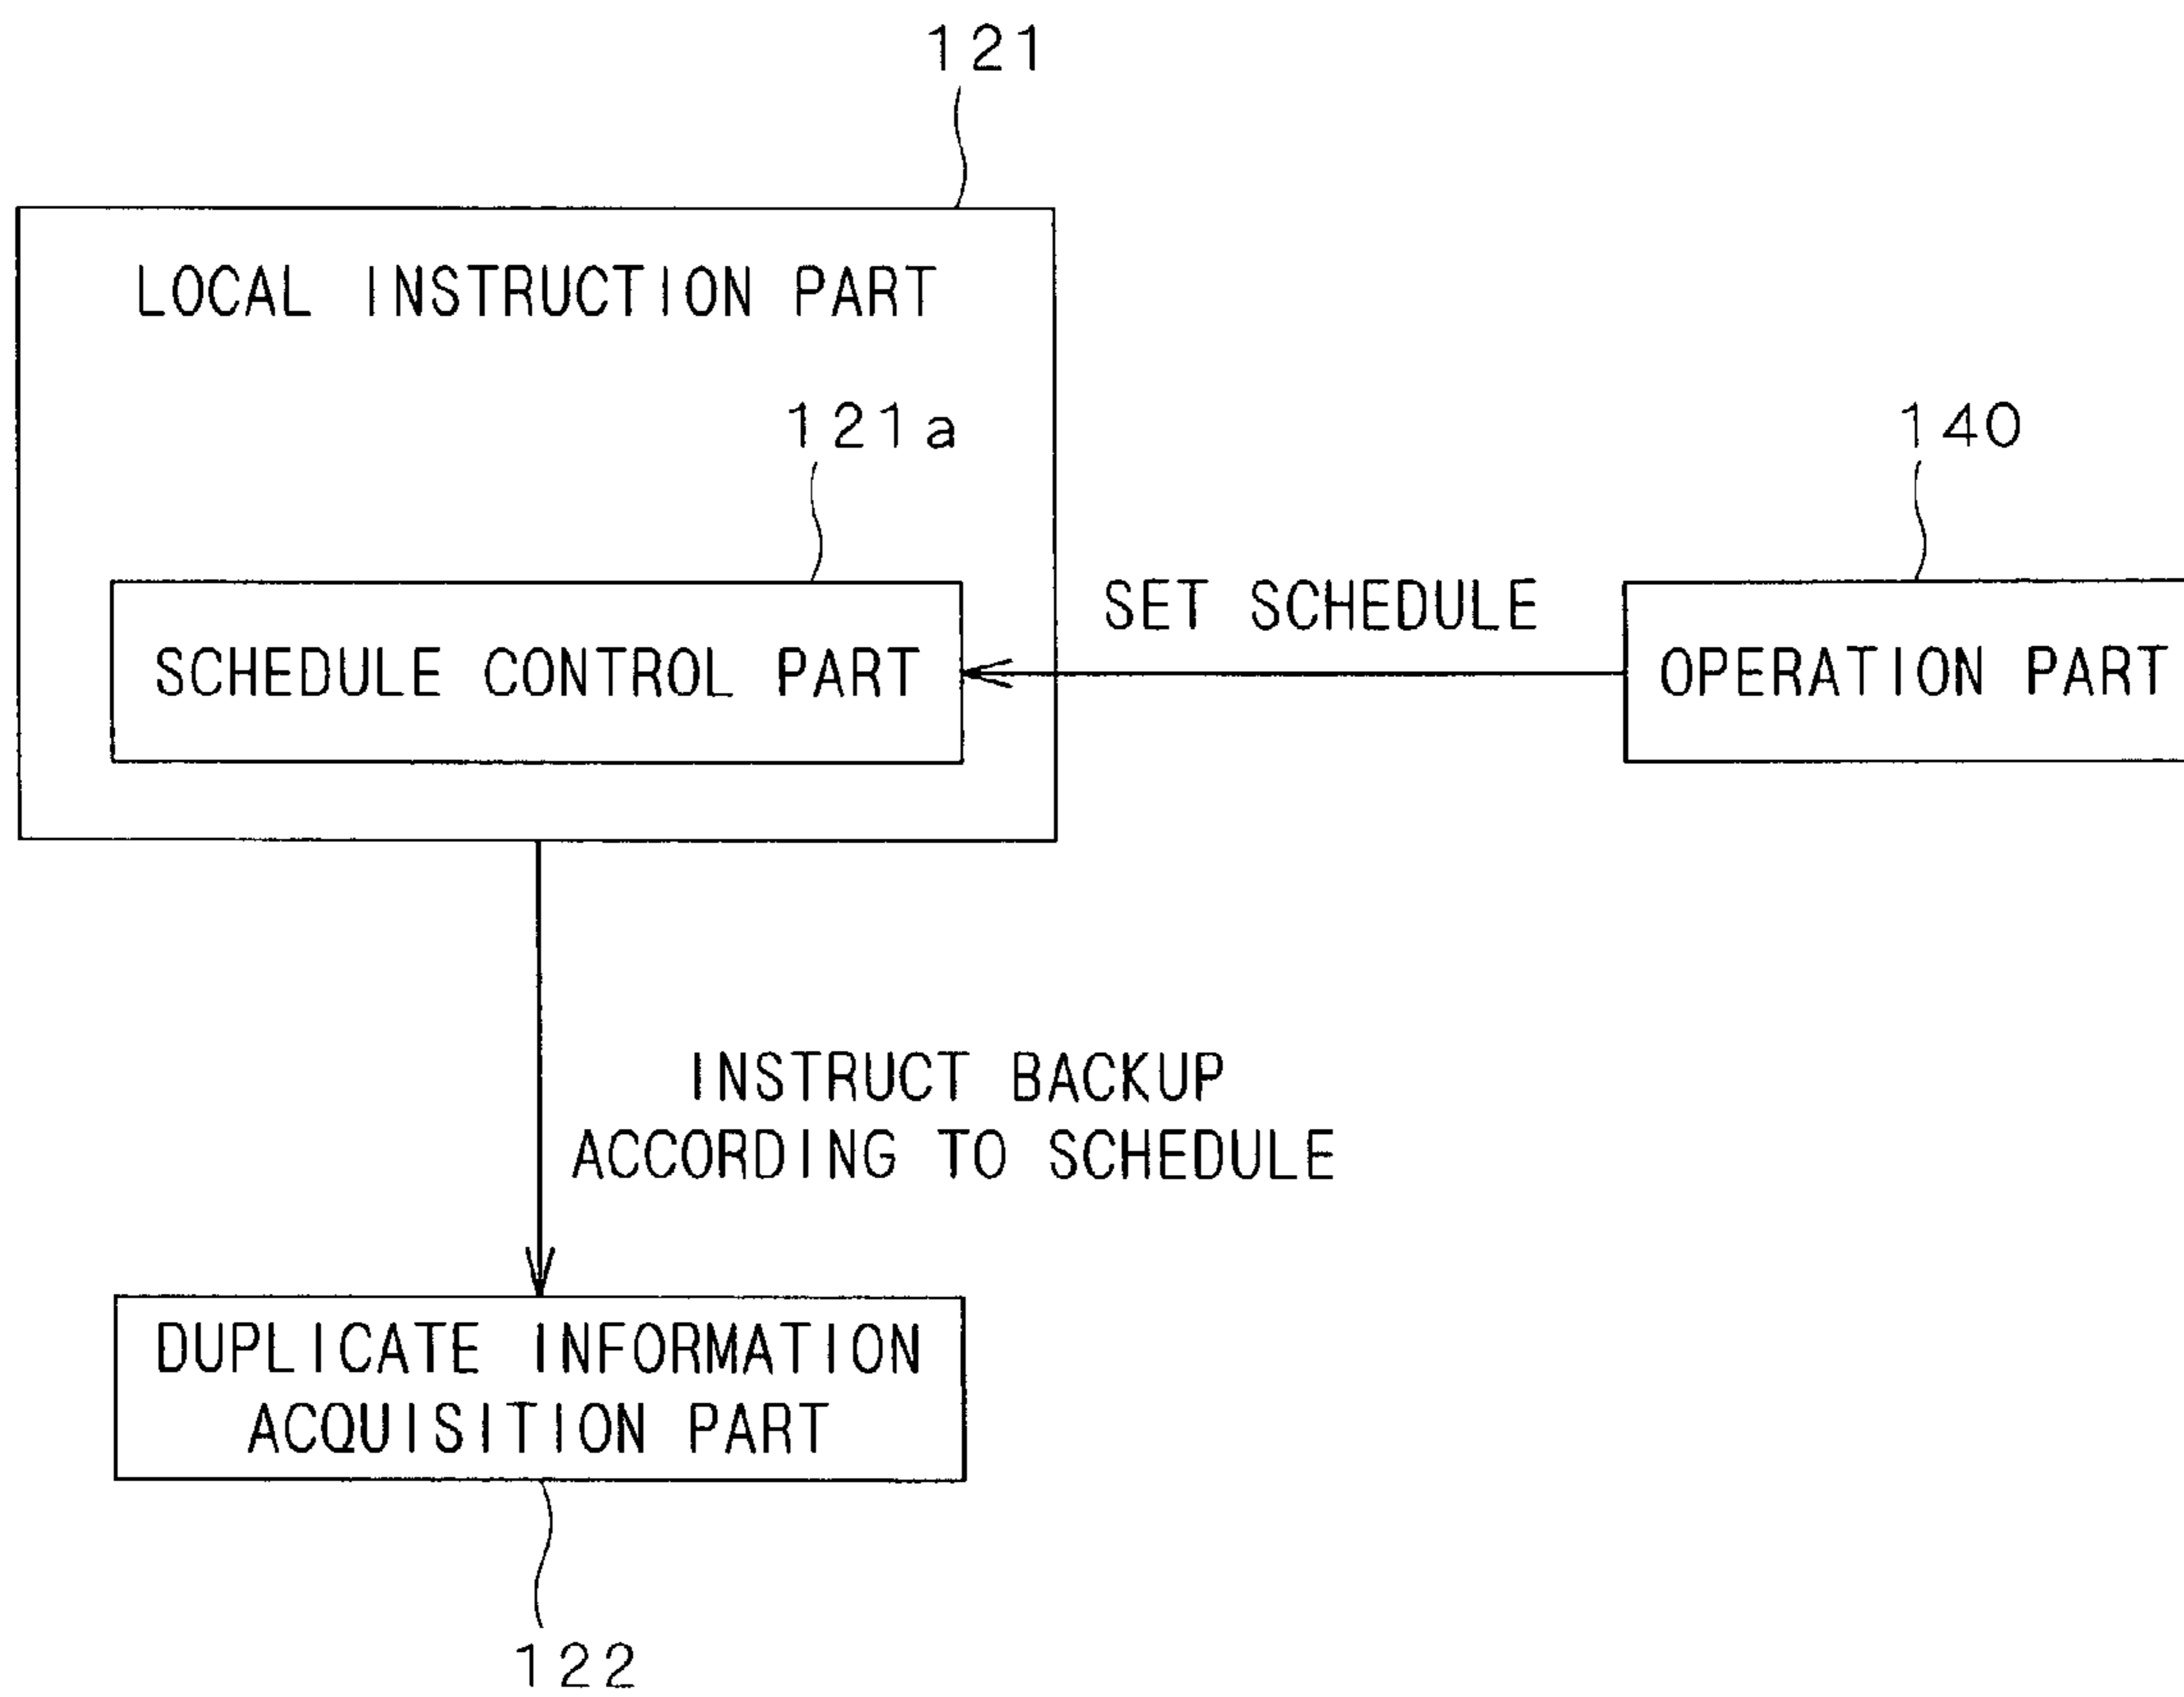 121
LOCAL INSTRUCTION PART
121a
140
SET SCHEDULE
SCHEDULE CONTROL PART
OPERATION PART
INSTRUCT BACKUP
ACCORDING TO SCHEDULE
DUPLICATE INFORMATION
ACQUISITION PART
122